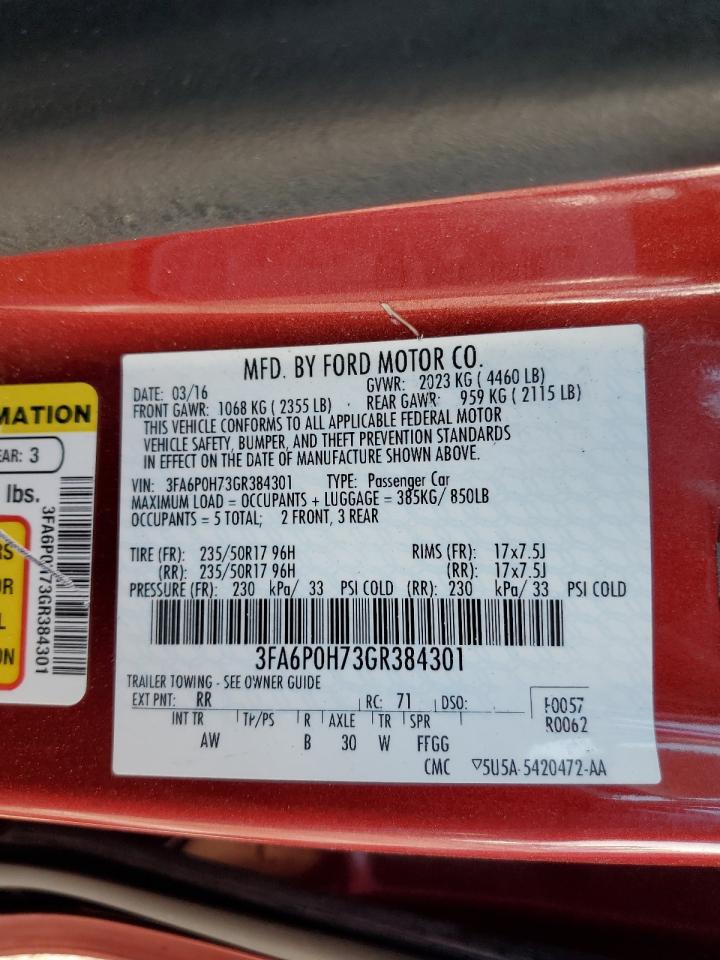 MFD. BY FORD MOTOR CO.
DATE: 03/16 GVWR: 2023 KG ( 4460 LB)
FRONT GAWR: 1068 KG ( 2355 LB) REAR GAWR: 959 KG ( 2115 LB)
THIS VEHICLE CONFORMS TO ALL APPLICABLE FEDERAL MOTOR
VEHICLE SAFETY, BUMPER, AND THEFT PREVENTION STANDARDS
IN EFFECT ON THE DATE OF MANUFACTURE SHOWN ABOVE.
VIN: 3FA6P0H73GR384301 TYPE: Passenger Car
MAXIMUM LOAD = OCCUPANTS + LUGGAGE = 385KG/ 850LB
OCCUPANTS = 5 TOTAL; 2 FRONT, 3 REAR
TIRE (FR): 235/50R17 96H RIMS (FR): 17x7.5J
(RR): 235/50R17 96H (RR): 17x7.5J
PRESSURE (FR): 230 kPa/ 33 PSI COLD (RR): 230 kPa/ 33 PSI COLD
3FA6P0H73GR384301
TRAILER TOWING - SEE OWNER GUIDE
EXT PNT: RR RC: 71 DSO: F0057
R0062
INT TR TP/PS R AXLE TR SPR
AW B 30 W FFGG
CMC ▽5U5A-5420472-AA
MATION
EAR: 3
lbs.
RS
OR
L
ON
3FA6P0H73GR384301